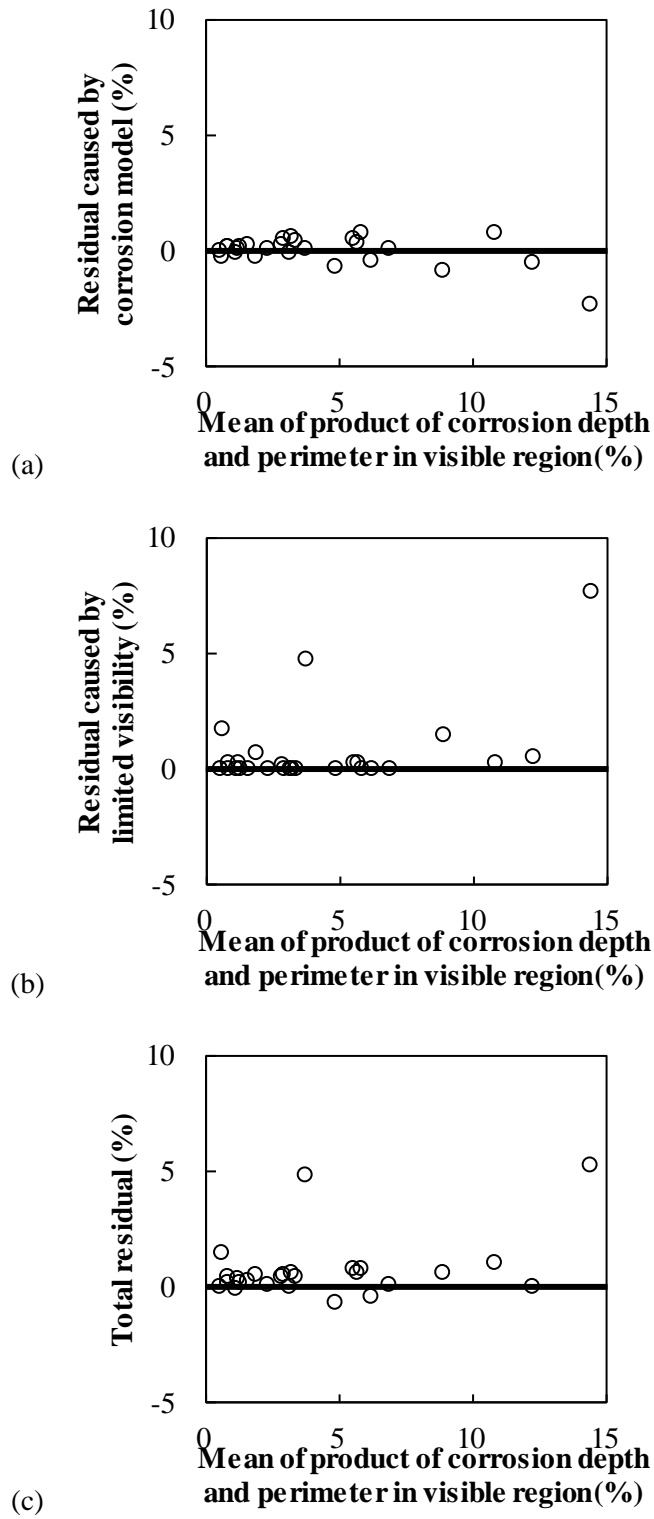 10
5
0
-5
Residual caused by
corrosion model (%)
0 5 10 15
Mean of product of corrosion depth
and perimeter in visible region(%)
(a)
10
5
0
-5
Residual caused by
limited visibility (%)
0 5 10 15
Mean of product of corrosion depth
and perimeter in visible region(%)
(b)
10
5
0
-5
Total residual (%)
0 5 10 15
Mean of product of corrosion depth
and perimeter in visible region(%)
(c)